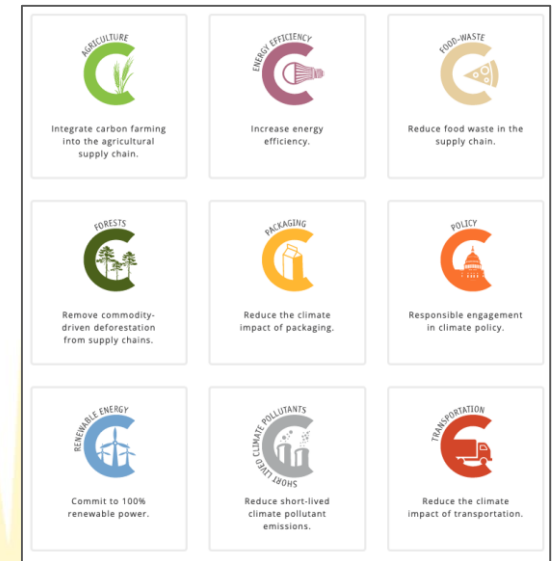 AGRICULTURE
Integrate carbon farming
into the agricultural
supply chain.
ENERGY EFFICIENCY
Increase energy
efficiency.
FOOD-WASTE
Reduce food waste in the
supply chain.
FORESTS
Remove commodity-
driven deforestation
from supply chains.
PACKAGING
Reduce the climate
impact of packaging.
POLICY
Responsible engagement
in climate policy.
RENEWABLE ENERGY
Commit to 100%
renewable power.
SHORT LIVED CLIMATE POLLUTANTS
Reduce short-lived
climate pollutant
emissions.
TRANSPORTATION
Reduce the climate
impact of transportation.